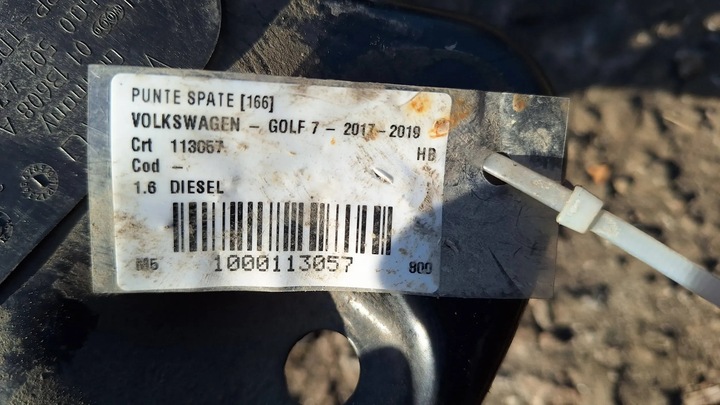 PUNTE SPATE [166]
VOLKSWAGEN - GOLF 7 - 2017-2019
Crt 113057 HB
Cod -
1.6 DIESEL
M5 1000113057 800